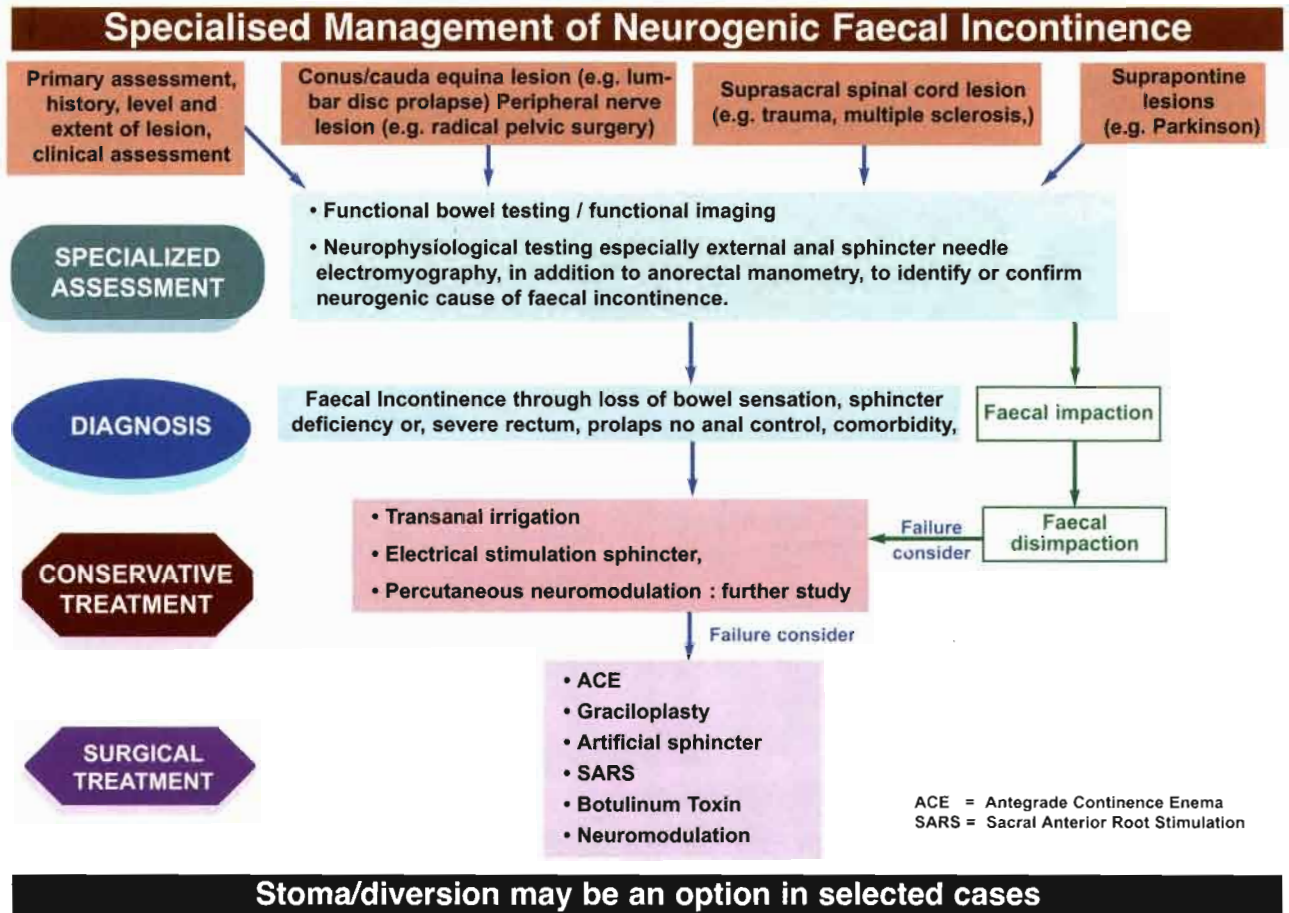 Specialised Management of Neurogenic Faecal Incontinence
Primary assessment,
history, level and
extent of lesion,
clinical assessment
Conus/cauda equina lesion (e.g. lum-
bar disc prolapse) Peripheral nerve
lesion (e.g. radical pelvic surgery)
Suprasacral spinal cord lesion
(e.g. trauma, multiple sclerosis,)
Suprapontine
lesions
(e.g. Parkinson)
SPECIALIZED
ASSESSMENT
• Functional bowel testing / functional imaging
• Neurophysiological testing especially external anal sphincter needle
electromyography, in addition to anorectal manometry, to identify or confirm
neurogenic cause of faecal incontinence.
DIAGNOSIS
Faecal Incontinence through loss of bowel sensation, sphincter
deficiency or, severe rectum, prolaps no anal control, comorbidity,
Faecal impaction
CONSERVATIVE
TREATMENT
• Transanal irrigation
• Electrical stimulation sphincter,
• Percutaneous neuromodulation : further study
Failure
consider
Faecal
disimpaction
Failure consider
SURGICAL
TREATMENT
• ACE
• Graciloplasty
• Artificial sphincter
• SARS
• Botulinum Toxin
• Neuromodulation
ACE = Antegrade Continence Enema
SARS = Sacral Anterior Root Stimulation
Stoma/diversion may be an option in selected cases